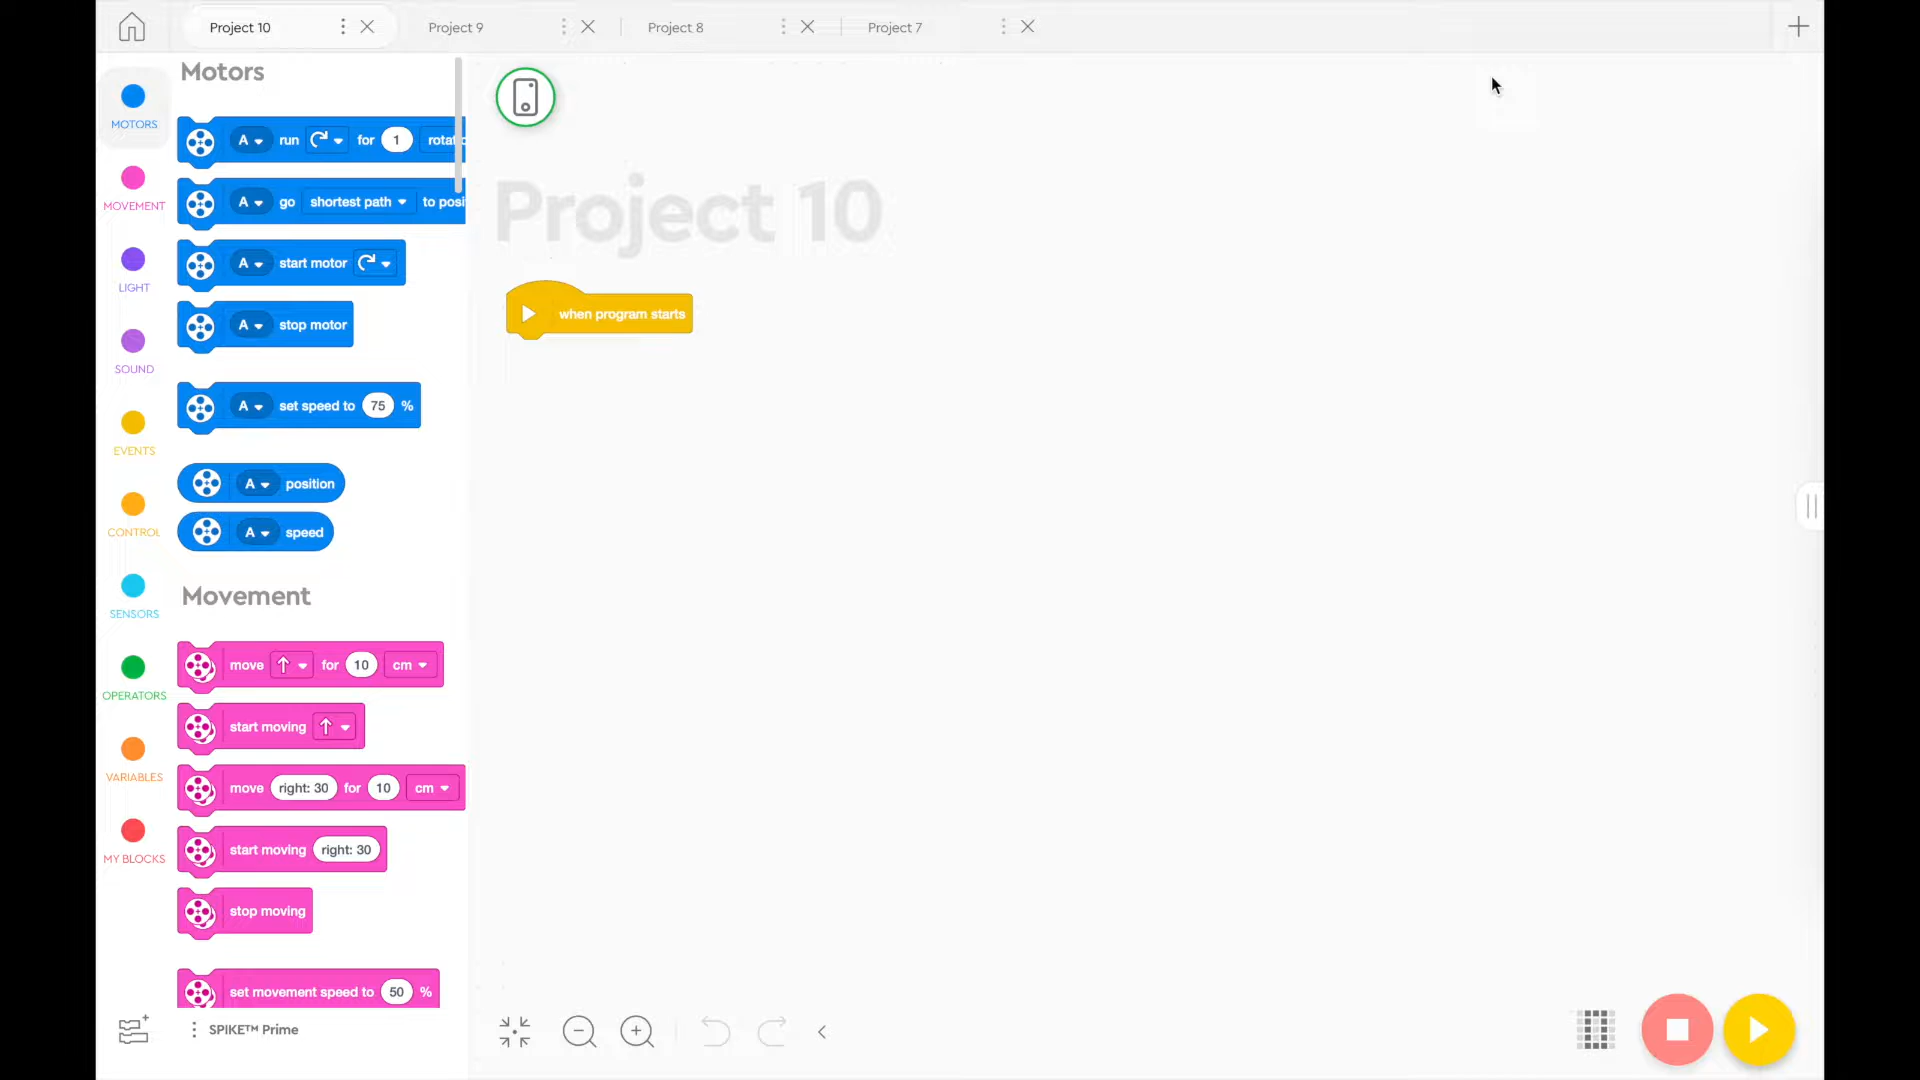 Project 10
Project 9
Project 8
Project 7
MOTORS
MOVEMENT
LIGHT
SOUND
EVENTS
CONTROL
SENSORS
OPERATORS
VARIABLES
MY BLOCKS
Motors
A run for 1
A go shortest path to
A start motor
A stop motor
A set speed to 75 %
A position
A speed
Movement
move for 10 cm
start moving
move right: 30 for 10 cm
start moving right: 30
stop moving
set movement speed to 50 %
SPIKE™ Prime
Project 10
when program starts
0